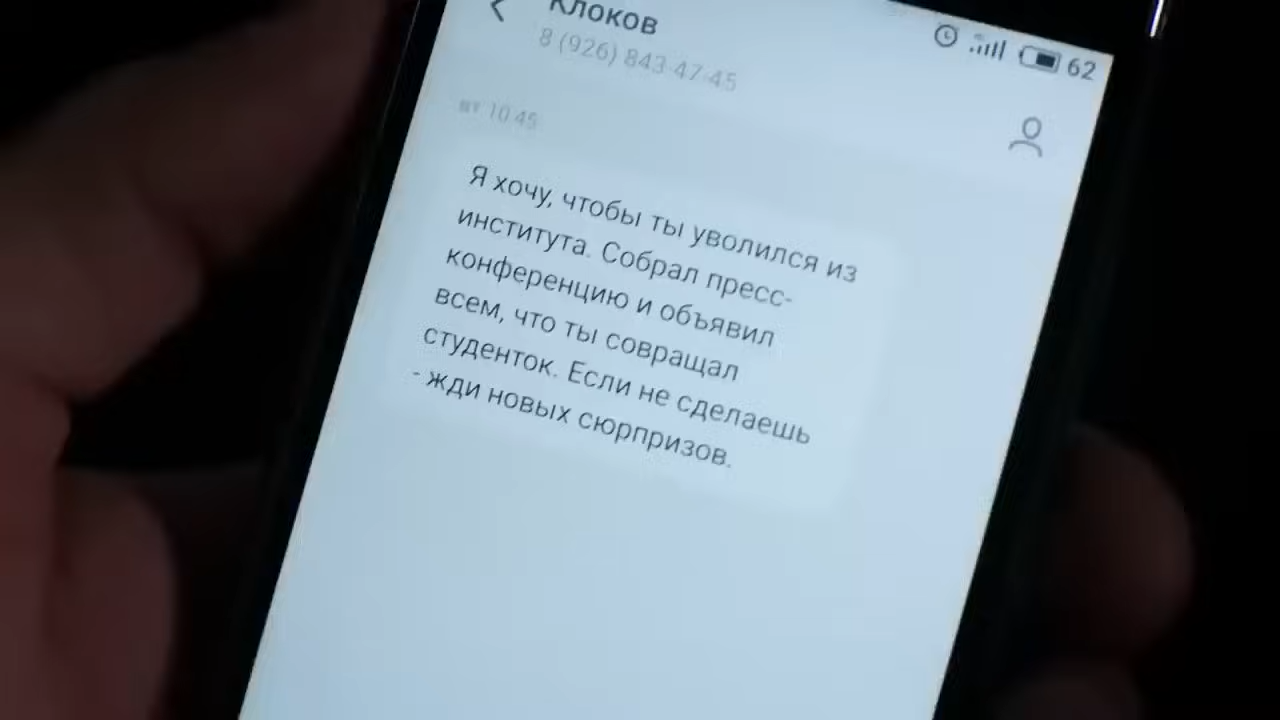 Клоков
8 (926) 843-47-45
62
10:45
Я хочу, чтобы ты уволился из
института. Собрал пресс-
конференцию и объявил
всем, что ты совращал
студенток. Если не сделаешь
- жди новых сюрпризов.